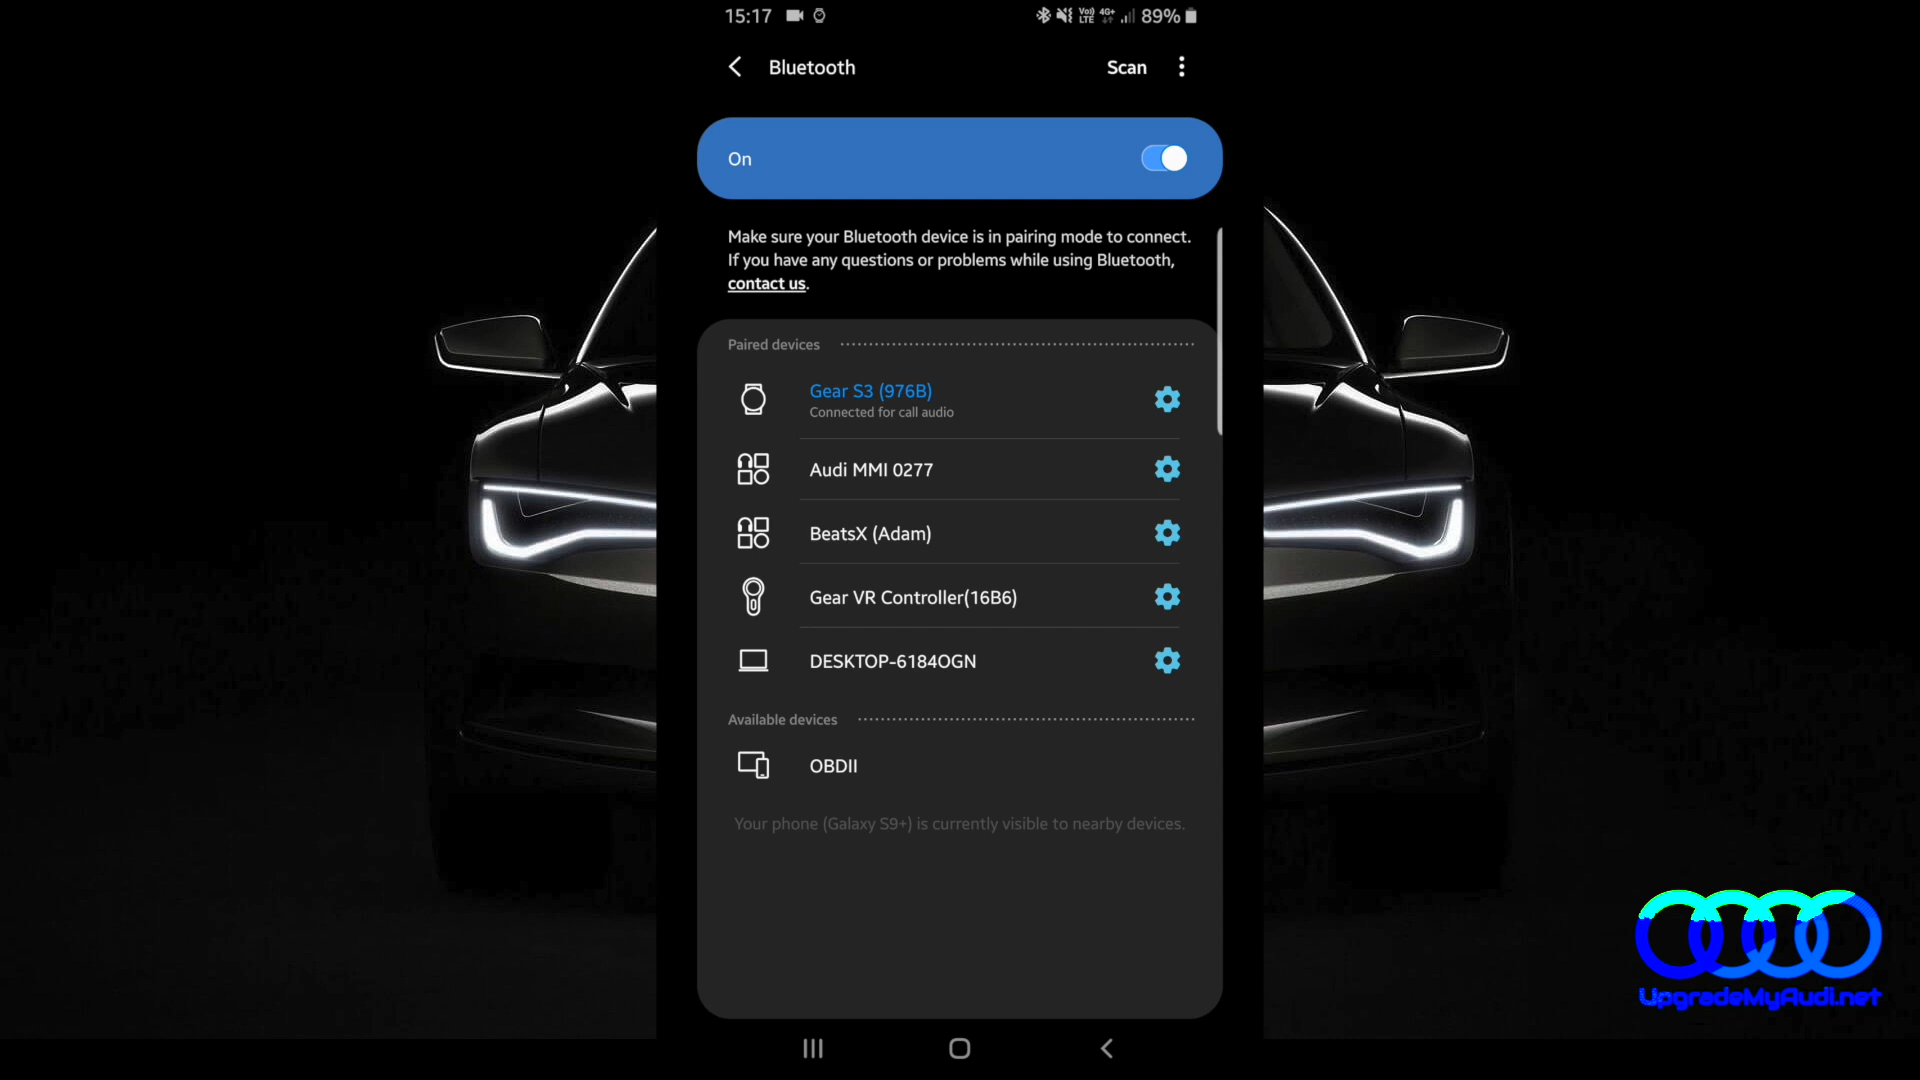 15:17
Vo)) LTE 4G+ 89%
Bluetooth
Scan
On
Make sure your Bluetooth device is in pairing mode to connect.
If you have any questions or problems while using Bluetooth,
contact us.
Paired devices
Gear S3 (976B)
Connected for call audio
Audi MMI 0277
BeatsX (Adam)
Gear VR Controller(16B6)
DESKTOP-6184OGN
Available devices
OBDII
Your phone (Galaxy S9+) is currently visible to nearby devices.
UpgradeMyAudi.net